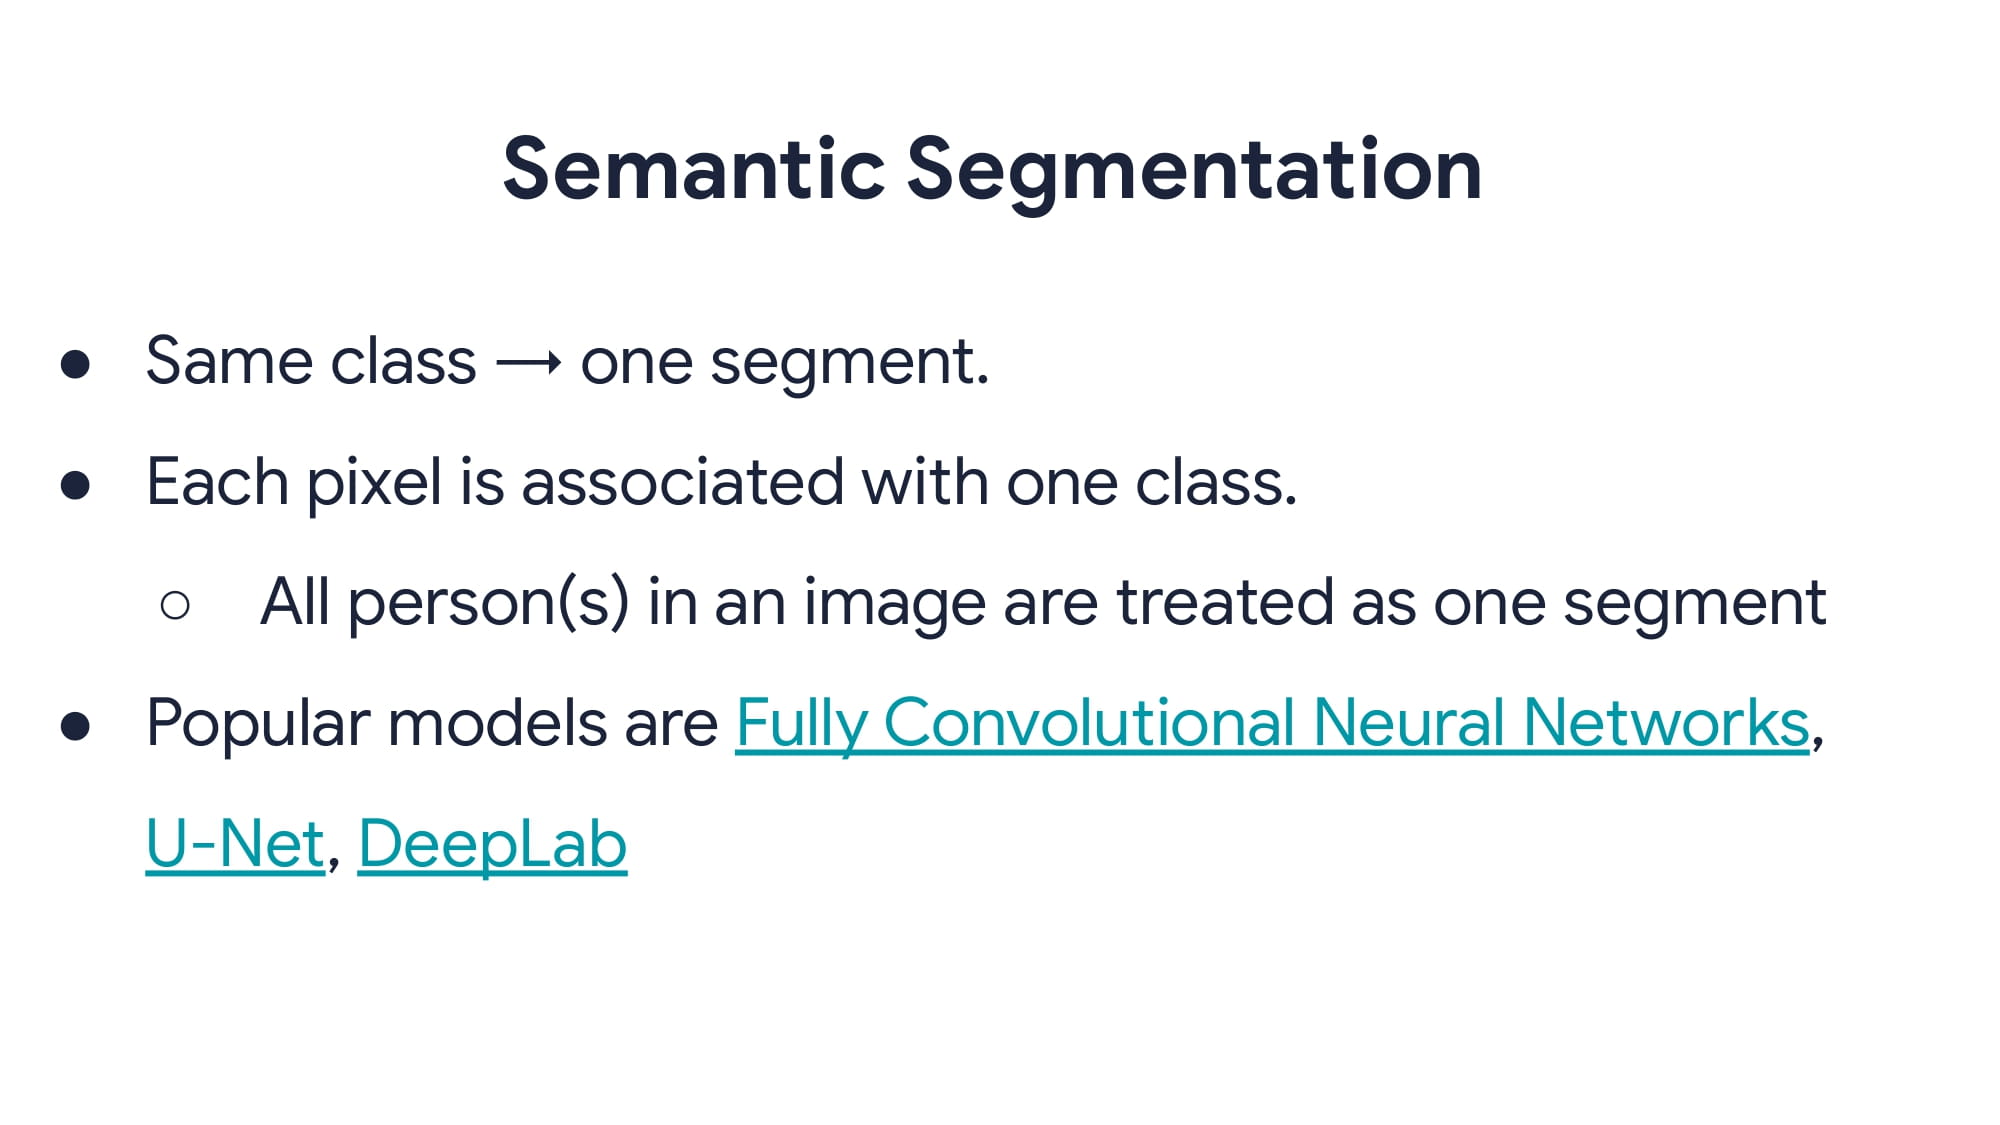 Semantic Segmentation
● Same class → one segment.
● Each pixel is associated with one class.
○ All person(s) in an image are treated as one segment
● Popular models are Fully Convolutional Neural Networks,
U-Net, DeepLab